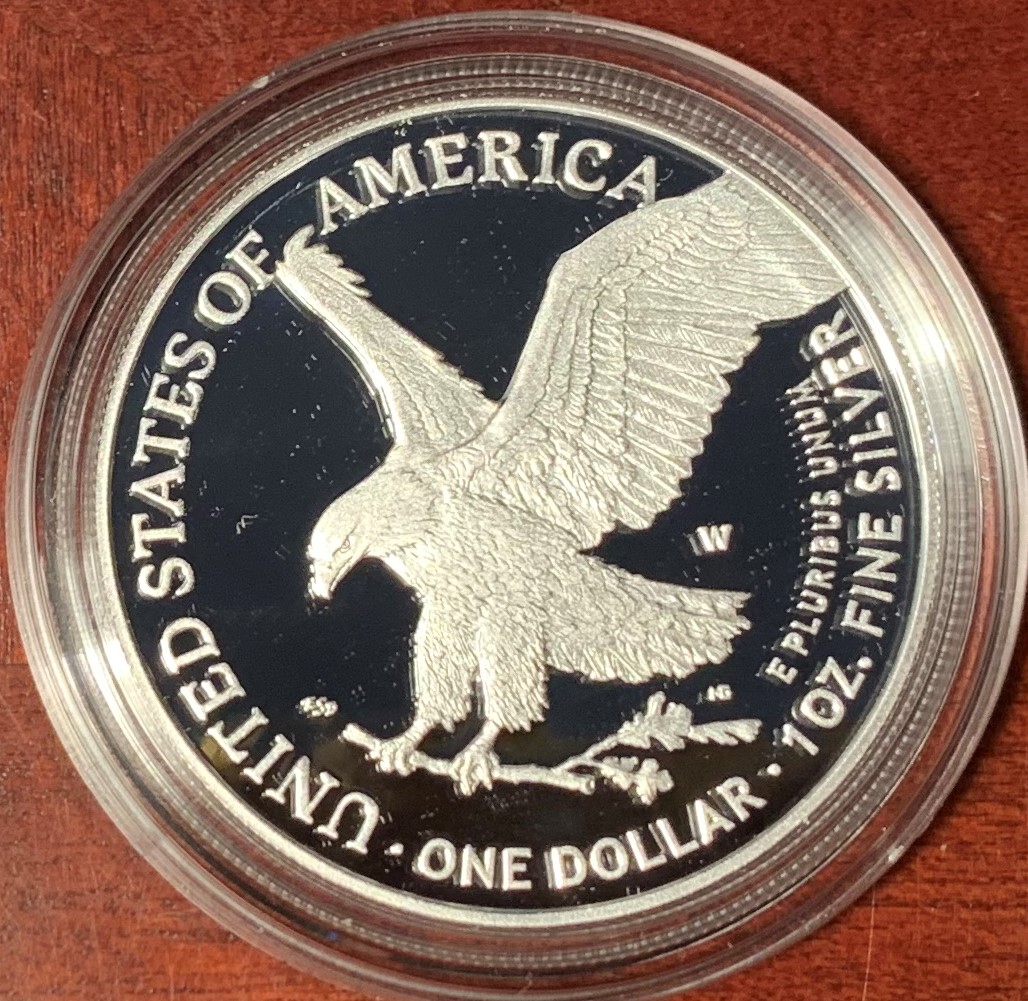 UNITED STATES OF AMERICA
W
E PLURIBUS UNUM
1 OZ. FINE SILVER
· ONE DOLLAR ·